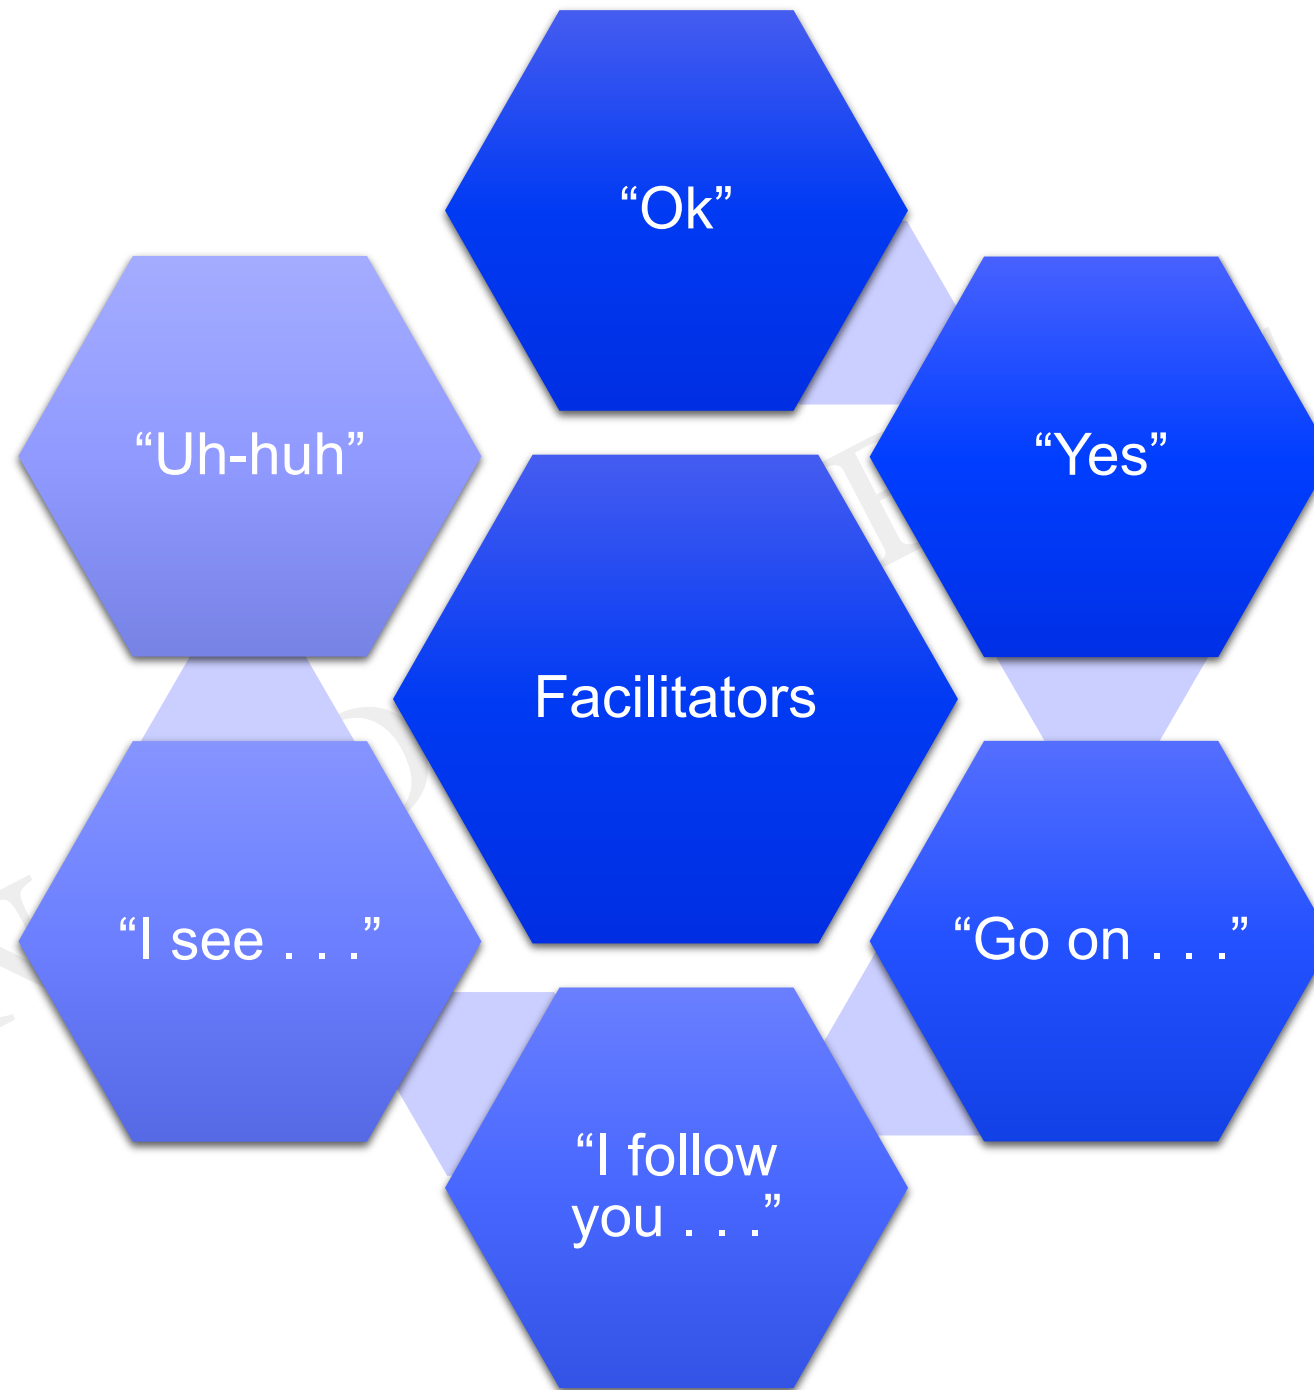 “Ok”
“Yes”
“Go on . . .”
“I follow
you . . .”
“I see . . .”
“Uh-huh”
Facilitators